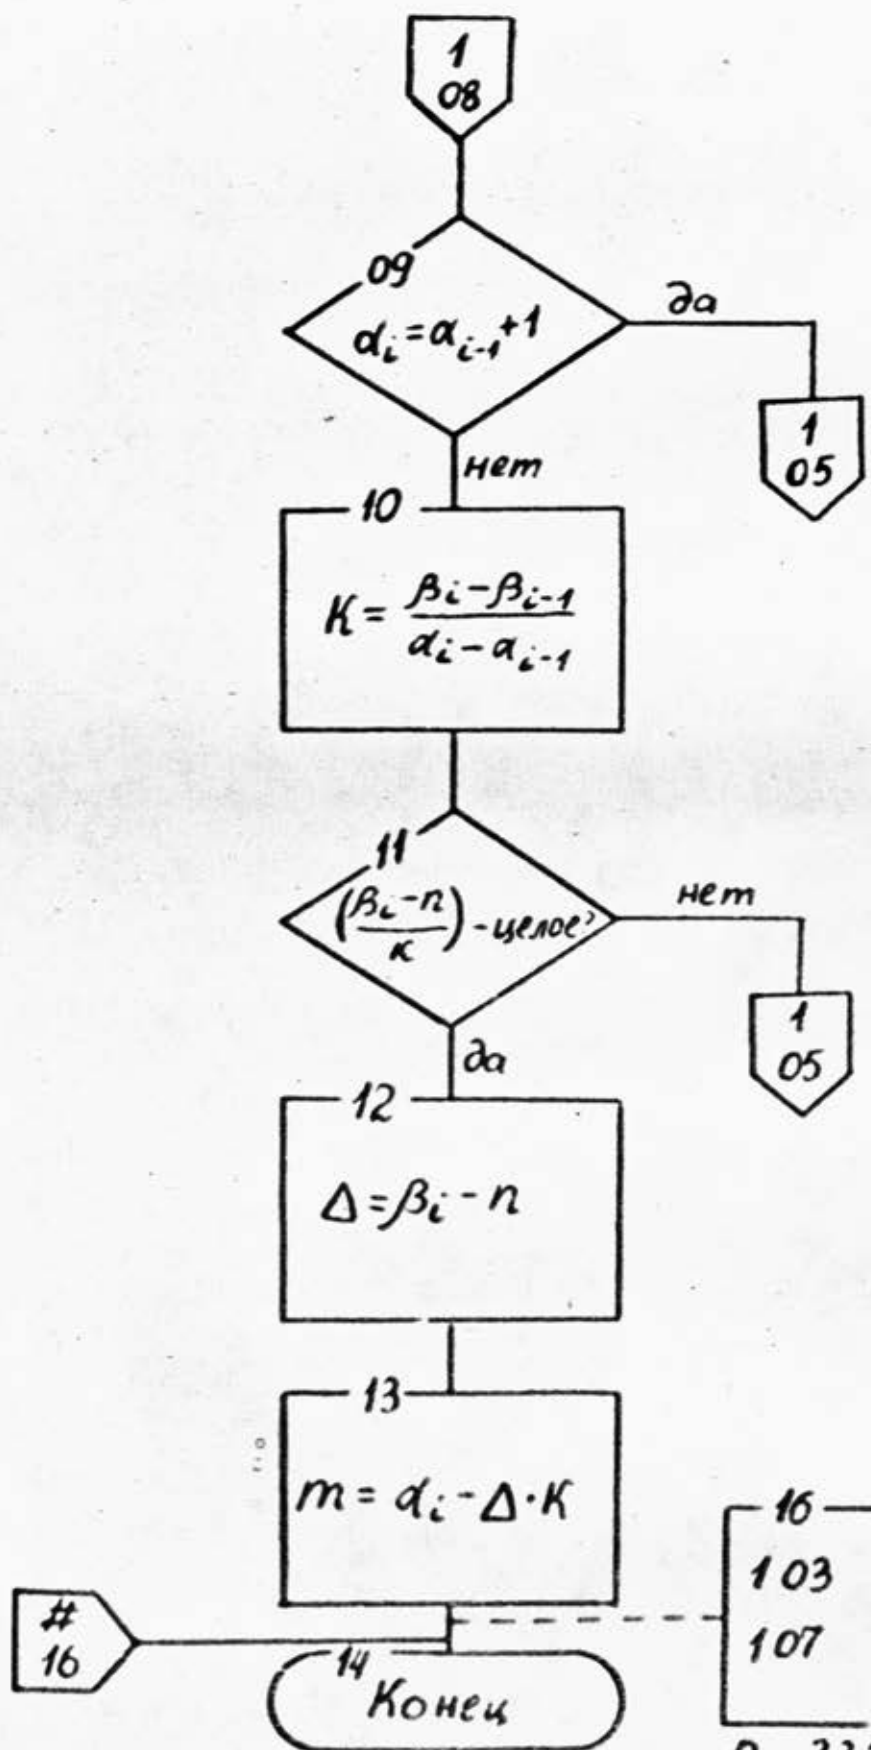 1
08
09
αᵢ=αᵢ₋₁+1
да
1
05
нет
10
K = (βᵢ-βᵢ₋₁)/(αᵢ-αᵢ₋₁)
11
((βᵢ-n)/к) - целое?
нет
1
05
да
12
Δ=βᵢ-n
13
m = αᵢ-Δ·K
16
1 03
1 07
#
16
14
Конец